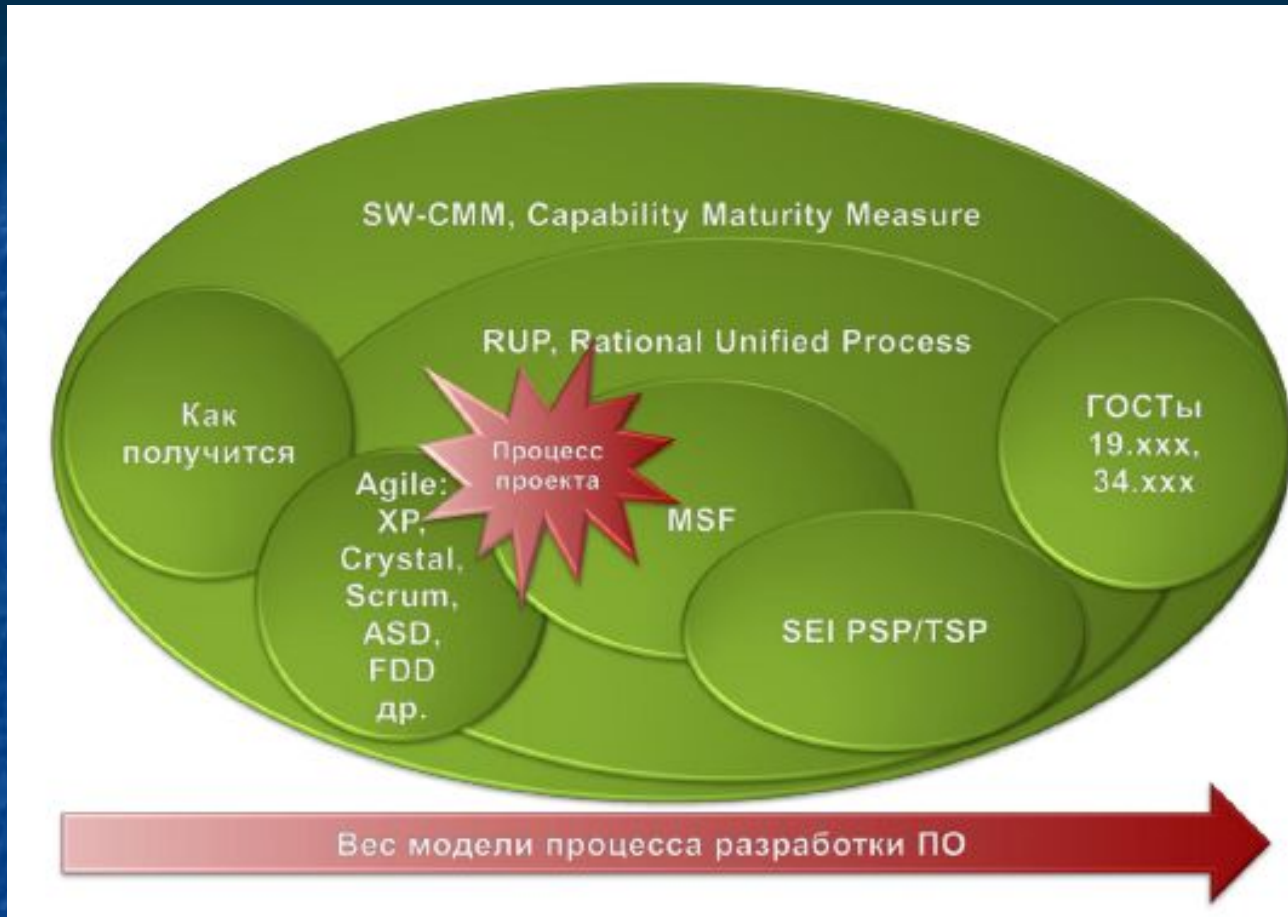 SW-CMM, Capability Maturity Measure
RUP, Rational Unified Process
Как
получится
Процесс
проекта
ГОСТы
19.xxx,
34.xxx
Agile:
XP,
Crystal,
Scrum,
ASD,
FDD
др.
MSF
SEI PSP/TSP
Вес модели процесса разработки ПО